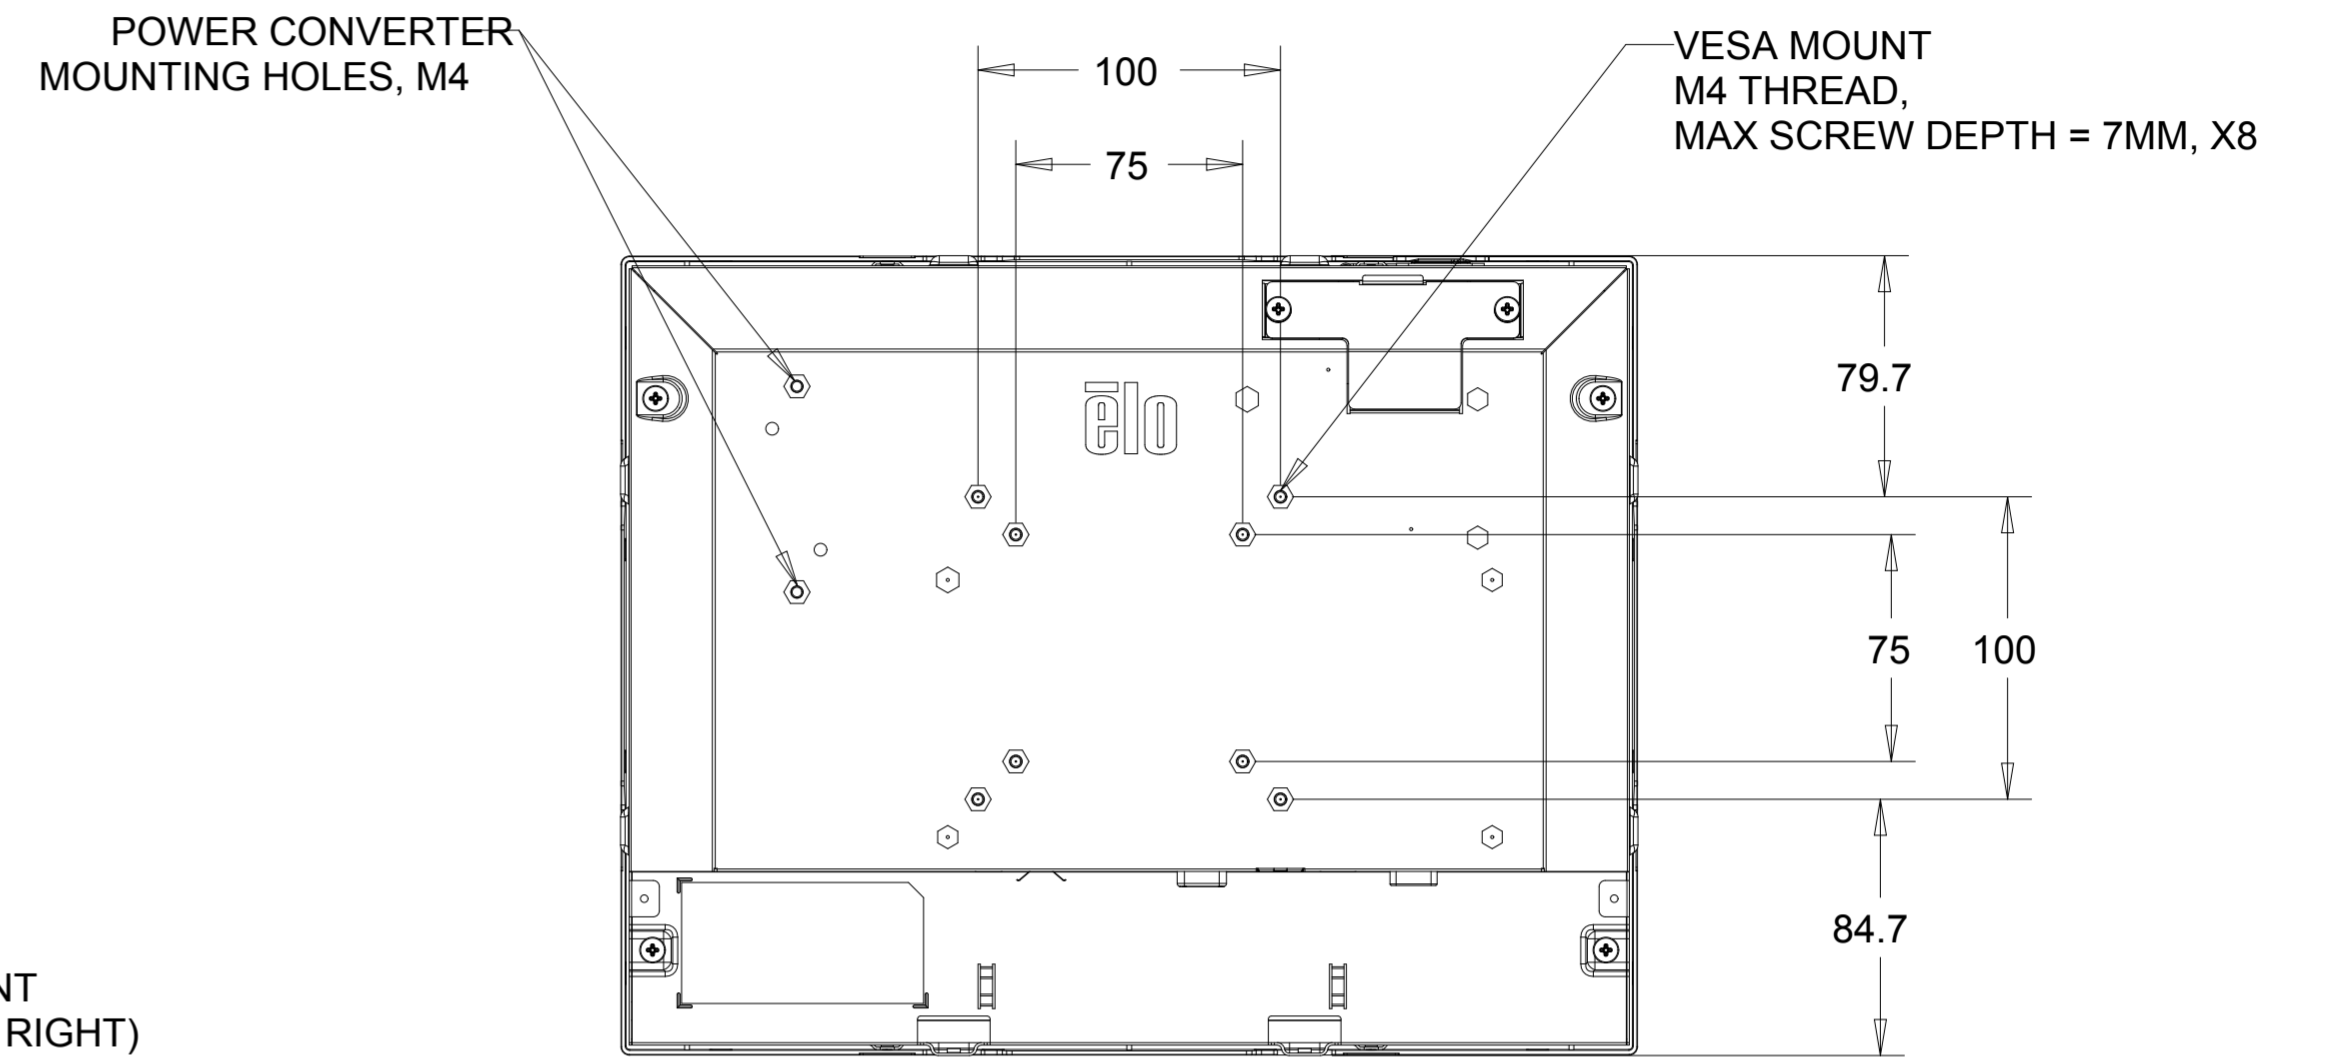 POWER CONVERTER
MOUNTING HOLES, M4
VESA MOUNT
M4 THREAD,
MAX SCREW DEPTH = 7MM, X8
100
75
79.7
elo
75
100
84.7
NT
RIGHT)